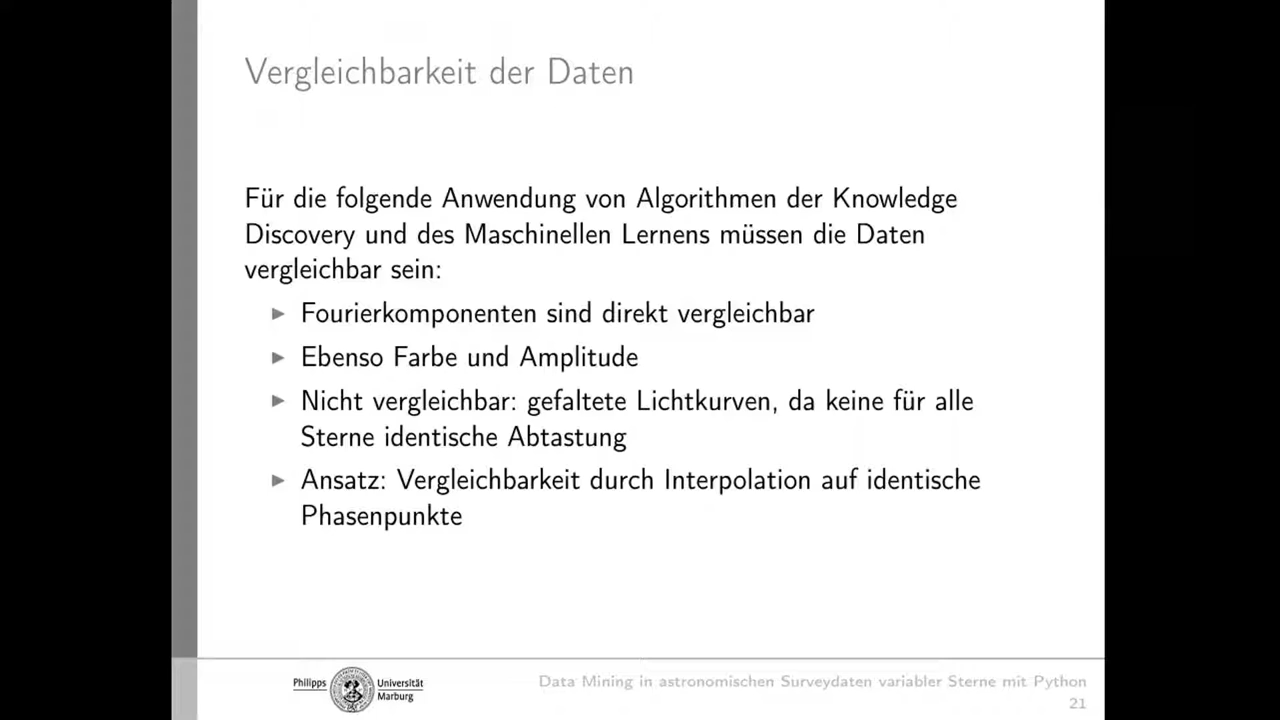 Vergleichbarkeit der Daten
Für die folgende Anwendung von Algorithmen der Knowledge
Discovery und des Maschinellen Lernens müssen die Daten
vergleichbar sein:
Fourierkomponenten sind direkt vergleichbar
Ebenso Farbe und Amplitude
Nicht vergleichbar: gefaltete Lichtkurven, da keine für alle
Sterne identische Abtastung
Ansatz: Vergleichbarkeit durch Interpolation auf identische
Phasenpunkte
Philipps Universität
Marburg
Data Mining in astronomischen Surveydaten variabler Sterne mit Python
21